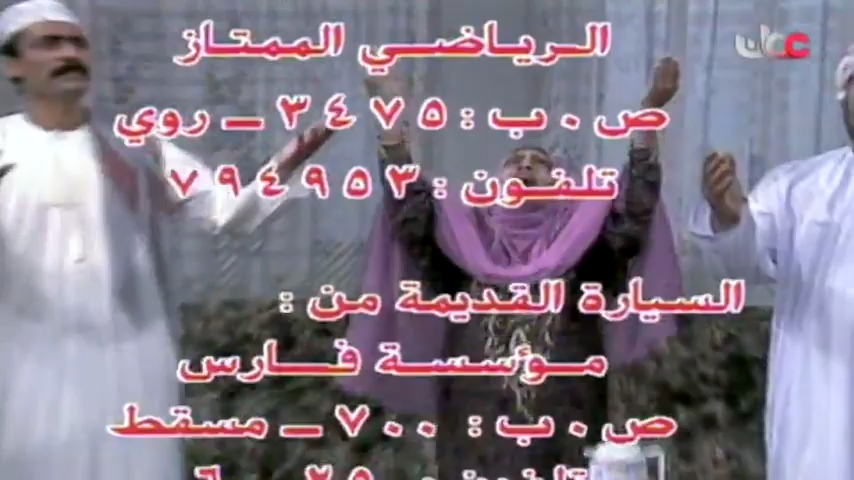 الرياضي الممتاز
ص . ب : ٣٤٧٥ - روي
تلفون : ٧٩٤٩٥٣
السيارة القديمة من :
مؤسسة فارس
ص . ب : ٧٠٠ - مسقط